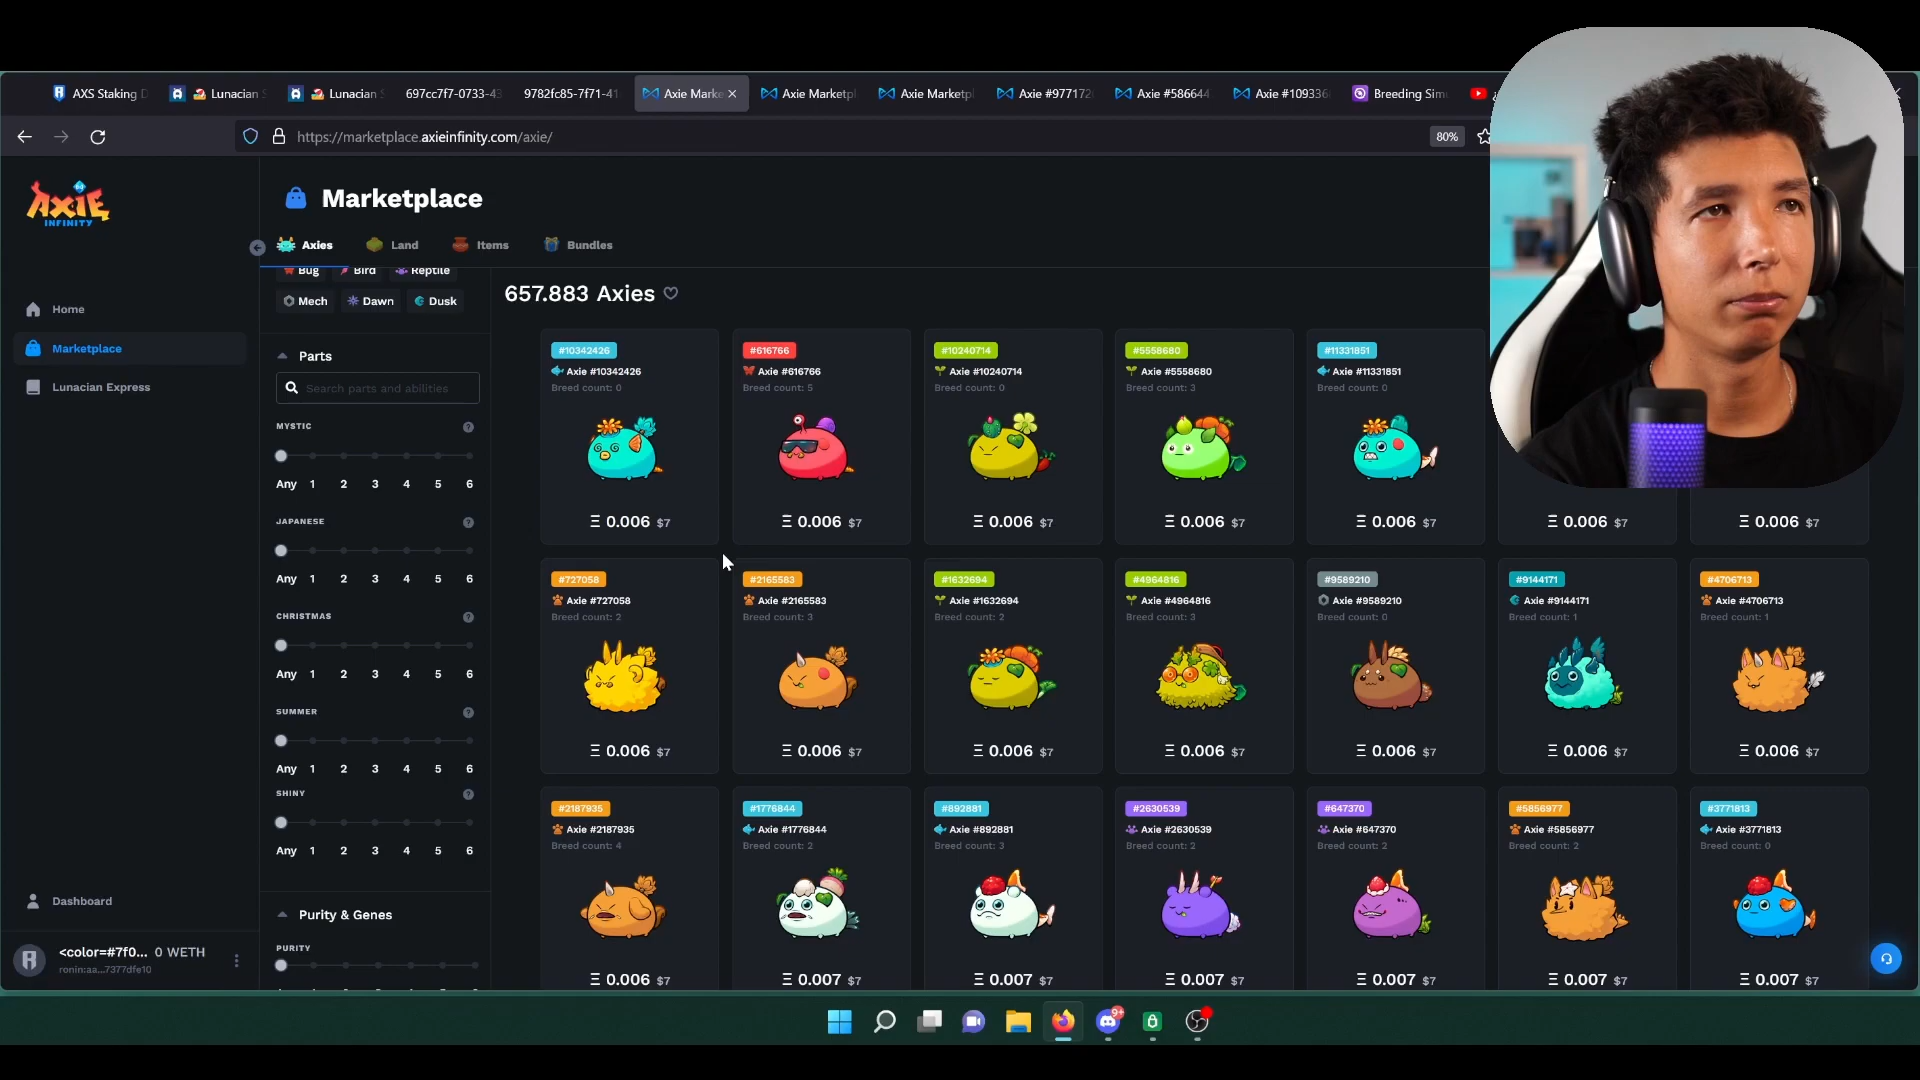 AXS Staking D
Lunacian S
Lunacian S
697cc7f7-0733-43
9782fc85-7f71-41
Axie Marke
Axie Marketpl
Axie Marketpl
Axie #977172
Axie #586644
Axie #109336
Breeding Sim
https://marketplace.axieinfinity.com/axie/
80%
AXIE
INFINITY
Marketplace
Axies
Land
Items
Bundles
Home
Marketplace
Lunacian Express
Dashboard
<color=#7f0... 0 WETH
ronin:aa...7377dfe10
Bug
Bird
Reptile
Mech
Dawn
Dusk
Parts
Search parts and abilities
MYSTIC
Any 1 2 3 4 5 6
JAPANESE
Any 1 2 3 4 5 6
CHRISTMAS
Any 1 2 3 4 5 6
SUMMER
Any 1 2 3 4 5 6
SHINY
Any 1 2 3 4 5 6
Purity & Genes
PURITY
657.883 Axies
#10342426
Axie #10342426
Breed count: 0
Ξ 0.006 $7
#616766
Axie #616766
Breed count: 5
Ξ 0.006 $7
#10240714
Axie #10240714
Breed count: 0
Ξ 0.006 $7
#5558680
Axie #5558680
Breed count: 3
Ξ 0.006 $7
#11331851
Axie #11331851
Breed count: 0
Ξ 0.006 $7
Ξ 0.006 $7
Ξ 0.006 $7
#727058
Axie #727058
Breed count: 2
Ξ 0.006 $7
#2165583
Axie #2165583
Breed count: 3
Ξ 0.006 $7
#1632694
Axie #1632694
Breed count: 2
Ξ 0.006 $7
#4964816
Axie #4964816
Breed count: 3
Ξ 0.006 $7
#9589210
Axie #9589210
Breed count: 0
Ξ 0.006 $7
#9144171
Axie #9144171
Breed count: 1
Ξ 0.006 $7
#4706713
Axie #4706713
Breed count: 1
Ξ 0.006 $7
#2187935
Axie #2187935
Breed count: 4
Ξ 0.006 $7
#1776844
Axie #1776844
Breed count: 2
Ξ 0.007 $7
#892881
Axie #892881
Breed count: 3
Ξ 0.007 $7
#2630539
Axie #2630539
Breed count: 2
Ξ 0.007 $7
#647370
Axie #647370
Breed count: 2
Ξ 0.007 $7
#5856977
Axie #5856977
Breed count: 2
Ξ 0.007 $7
#3771813
Axie #3771813
Breed count: 0
Ξ 0.007 $7
9+